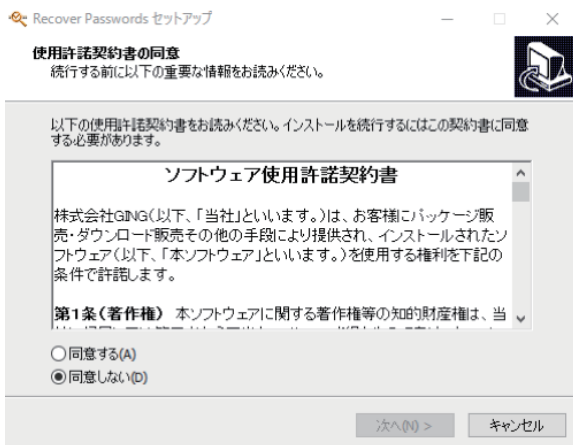 Recover Passwords セットアップ
使用許諾契約書の同意
続行する前に以下の重要な情報をお読みください。
以下の使用許諾契約書をお読みください。インストールを続行するにはこの契約書に同意
する必要があります。
ソフトウェア使用許諾契約書
株式会社GING(以下、「当社」といいます。)は、お客様にパッケージ販
売・ダウンロード販売その他の手段により提供され、インストールされたソ
フトウェア(以下、「本ソフトウェア」といいます。)を使用する権利を下記の
条件で許諾します。
第1条(著作権) 本ソフトウェアに関する著作権等の知的財産権は、当
同意する(A)
同意しない(D)
次へ(N) >
キャンセル